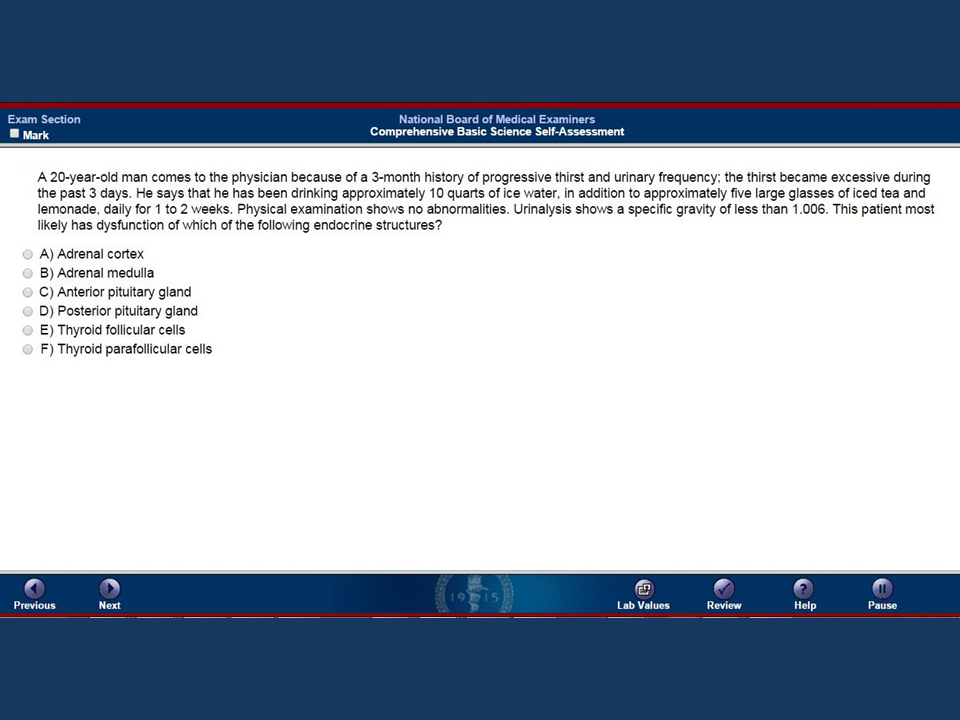 Exam Section
Mark
National Board of Medical Examiners
Comprehensive Basic Science Self-Assessment
A 20-year-old man comes to the physician because of a 3-month history of progressive thirst and urinary frequency; the thirst became excessive during
the past 3 days. He says that he has been drinking approximately 10 quarts of ice water, in addition to approximately five large glasses of iced tea and
lemonade, daily for 1 to 2 weeks. Physical examination shows no abnormalities. Urinalysis shows a specific gravity of less than 1.006. This patient most
likely has dysfunction of which of the following endocrine structures?
A) Adrenal cortex
B) Adrenal medulla
C) Anterior pituitary gland
D) Posterior pituitary gland
E) Thyroid follicular cells
F) Thyroid parafollicular cells
1915
Previous
Next
Lab Values
Review
Help
Pause